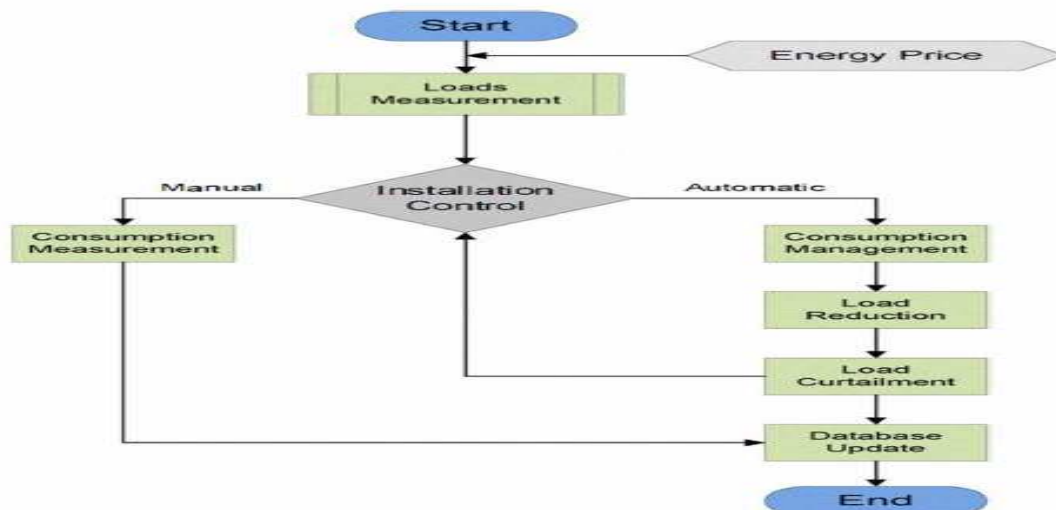 Start
Energy Price
Loads
Measurement
Manual
Installation
Control
Automatic
Consumption
Measurement
Consumption
Management
Load
Reduction
Load
Curtailment
Database
Update
End